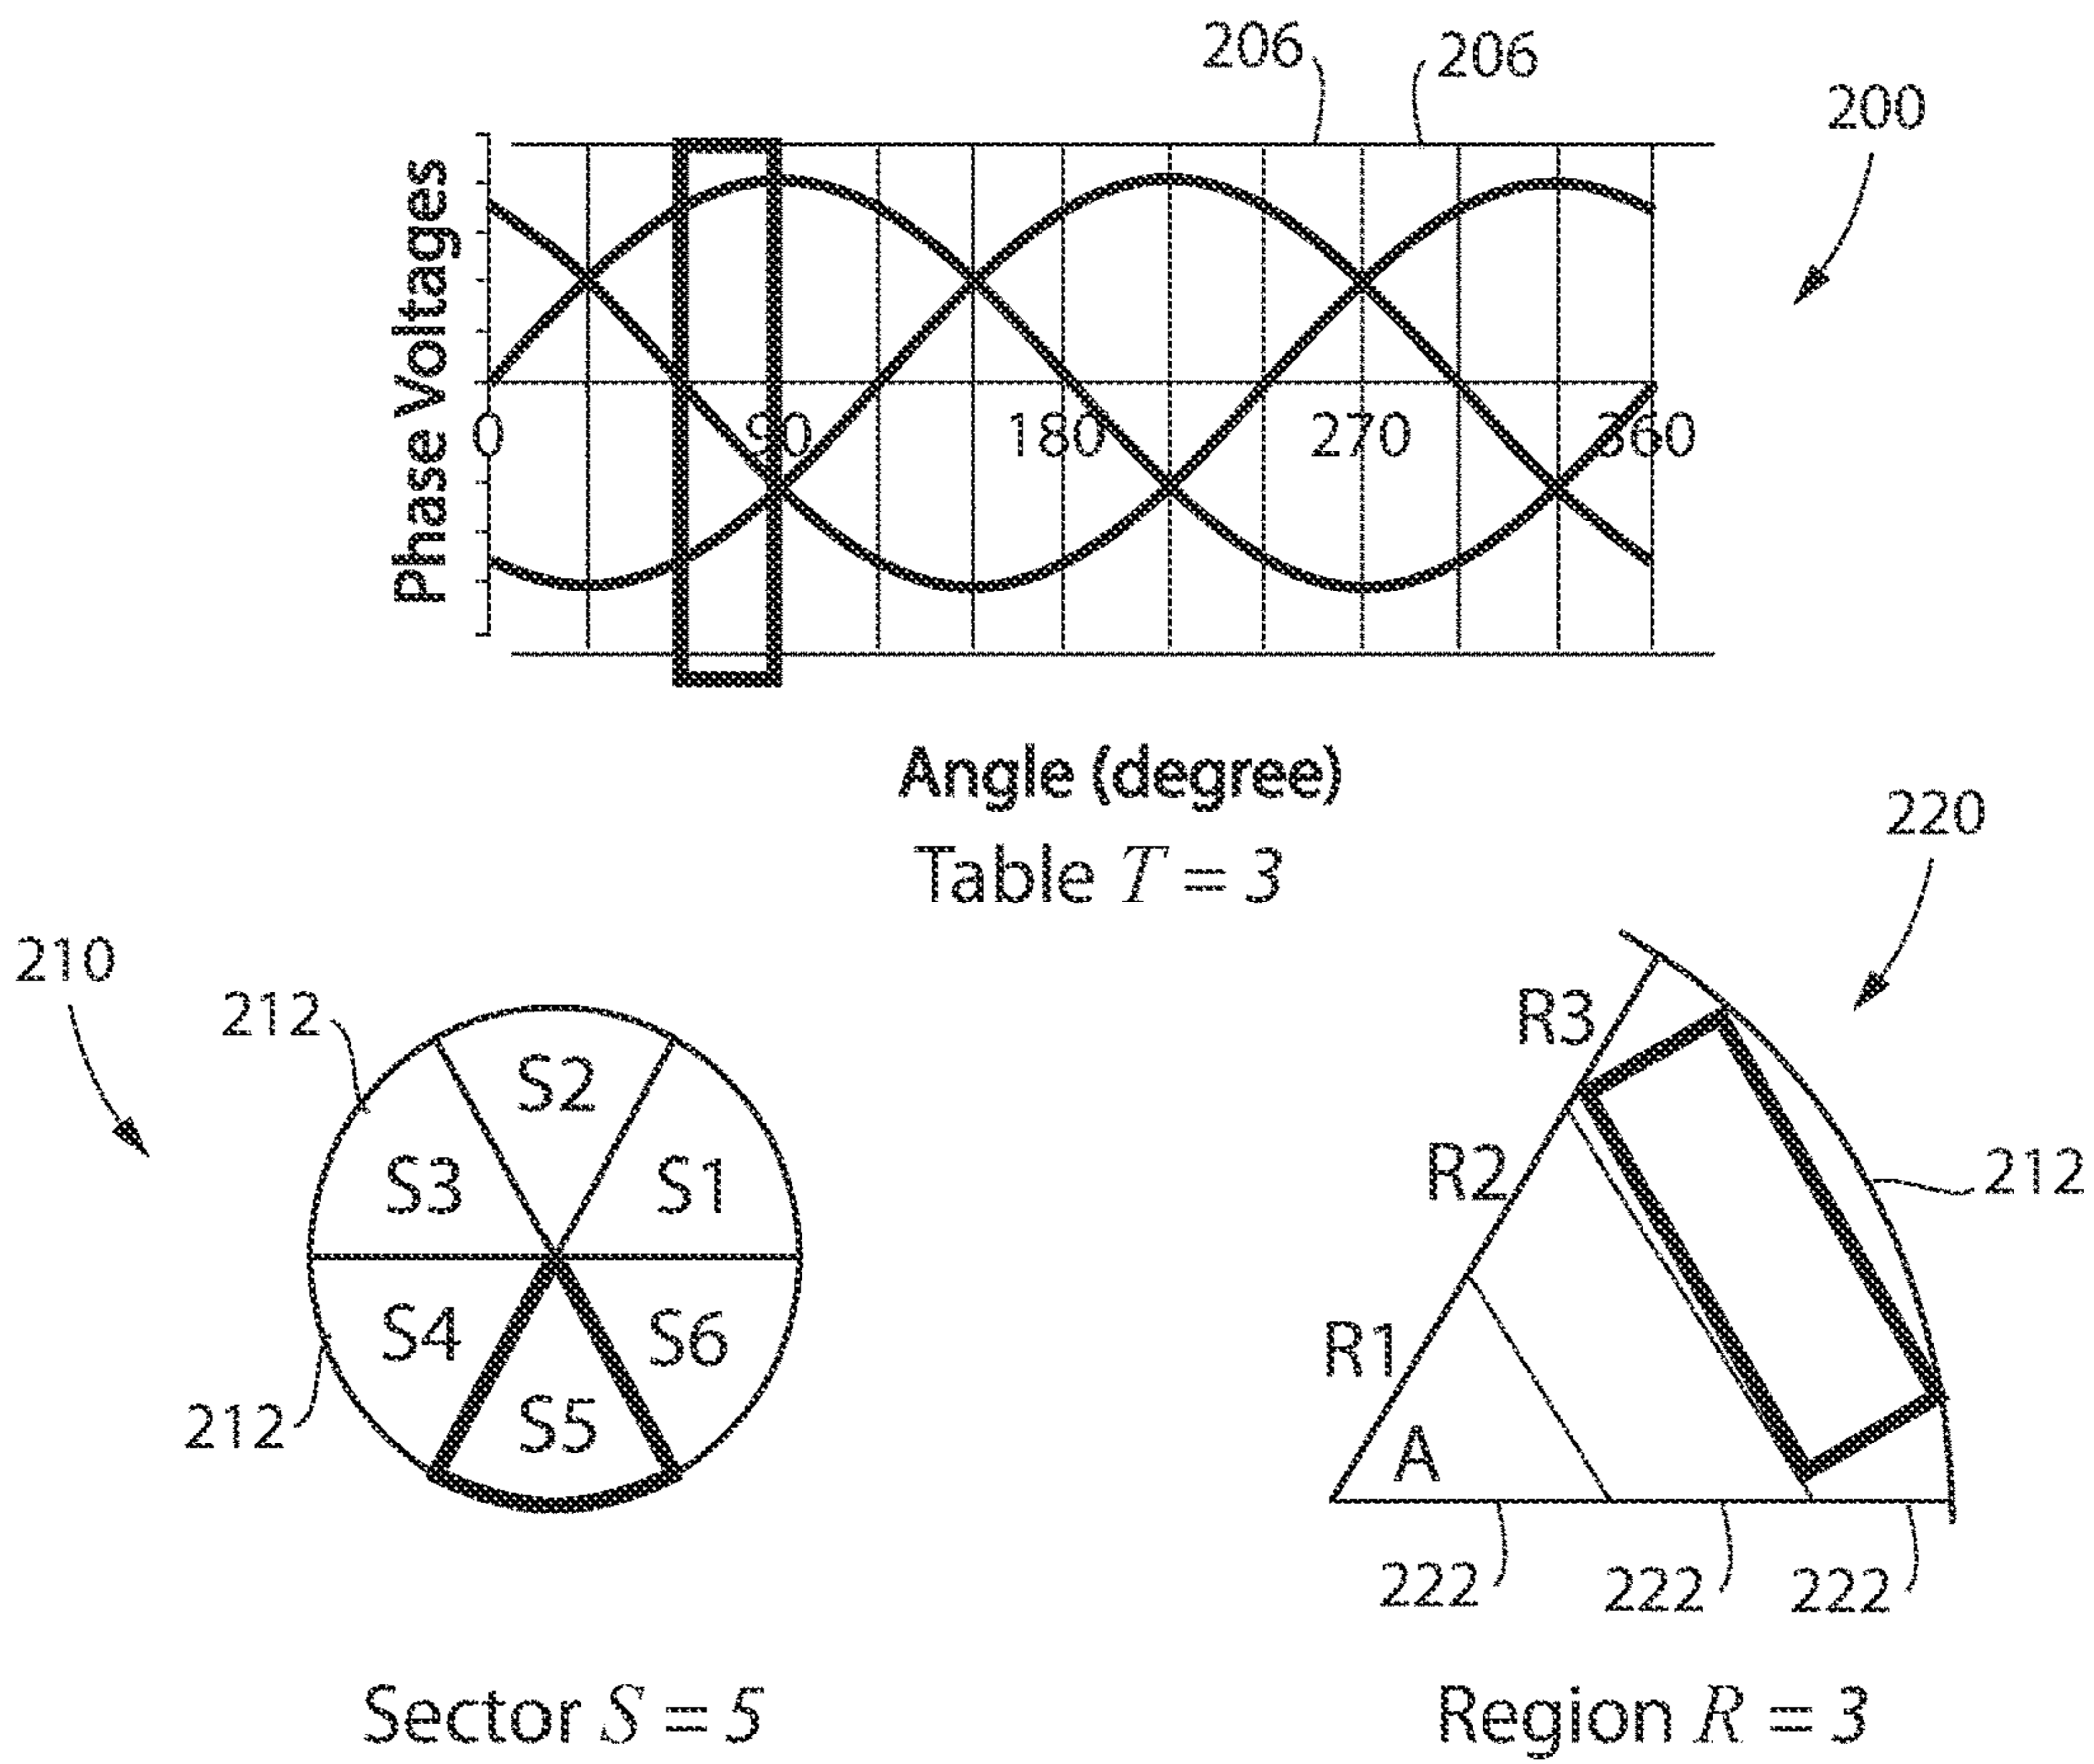 206 206
200
Phase Voltages
0 90 180 270 360
Angle (degree)
Table T = 3
220
210
212
S2
S3 S1
S4 S6
S5
212
R3
R2
212
R1
A
222 222 222
Sector S = 5
Region R = 3